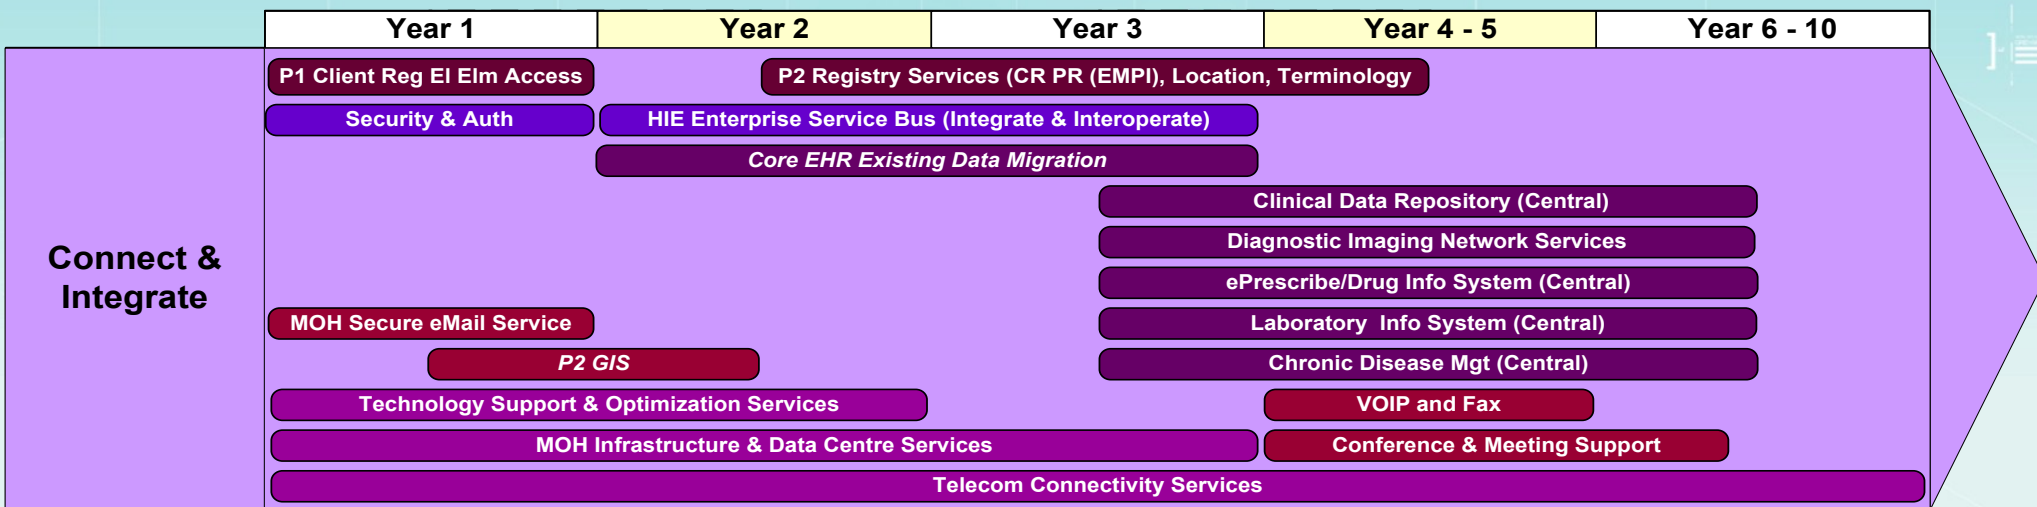 Year 1
Year 2
Year 3
Year 4 - 5
Year 6 - 10
Connect &
Integrate
P1 Client Reg El Elm Access
P2 Registry Services (CR PR (EMPI), Location, Terminology
Security & Auth
HIE Enterprise Service Bus (Integrate & Interoperate)
Core EHR Existing Data Migration
Clinical Data Repository (Central)
Diagnostic Imaging Network Services
ePrescribe/Drug Info System (Central)
MOH Secure eMail Service
Laboratory  Info System (Central)
P2 GIS
Chronic Disease Mgt (Central)
Technology Support & Optimization Services
VOIP and Fax
MOH Infrastructure & Data Centre Services
Conference & Meeting Support
Telecom Connectivity Services